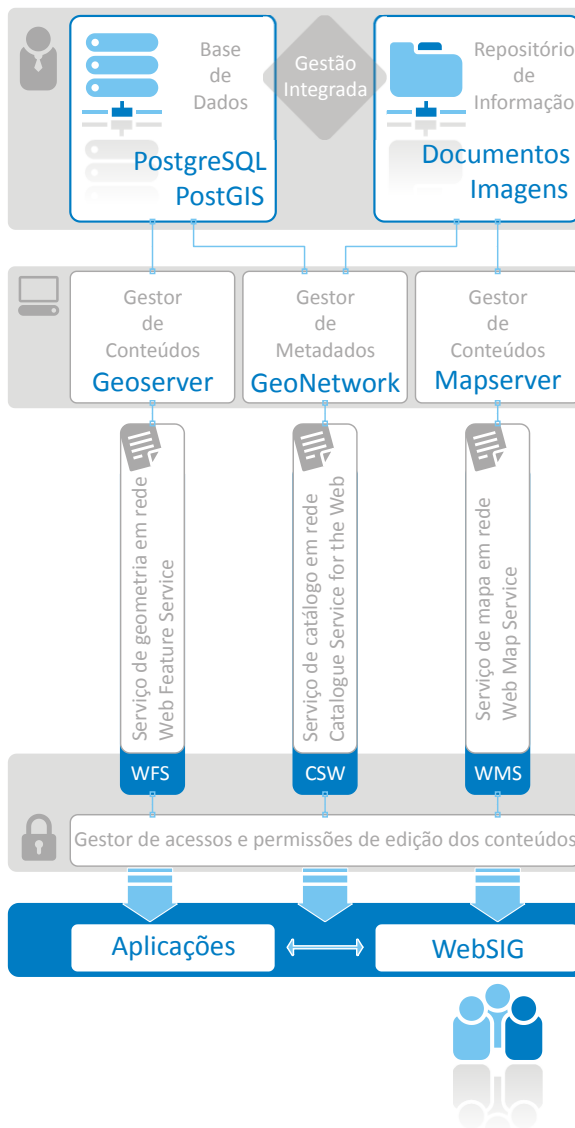 Base
de
Dados
PostgreSQL
PostGIS
Gestão
Integrada
Repositório
de
Informação
Documentos
Imagens
Gestor
de
Conteúdos
Geoserver
Gestor
de
Metadados
GeoNetwork
Gestor
de
Conteúdos
Mapserver
Serviço de geometria em rede
Web Feature Service
WFS
Serviço de catálogo em rede
Catalogue Service for the Web
CSW
Serviço de mapa em rede
Web Map Service
WMS
Gestor de acessos e permissões de edição dos conteúdos
Aplicações
WebSIG